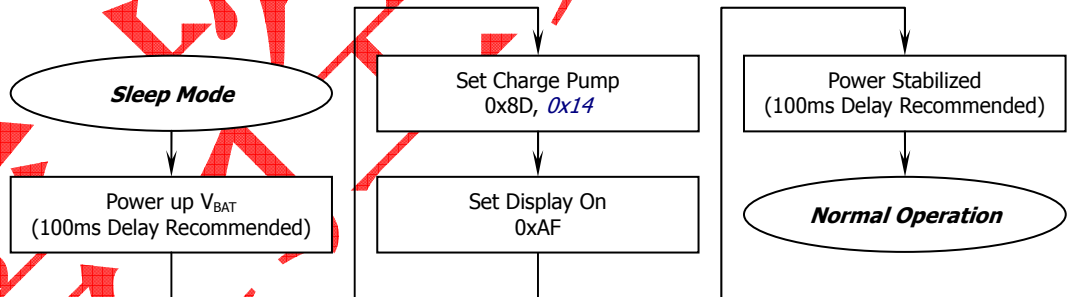 Sleep Mode
Power up VBAT
(100ms Delay Recommended)
Set Charge Pump
0x8D, 0x14
Set Display On
0xAF
Power Stabilized
(100ms Delay Recommended)
Normal Operation